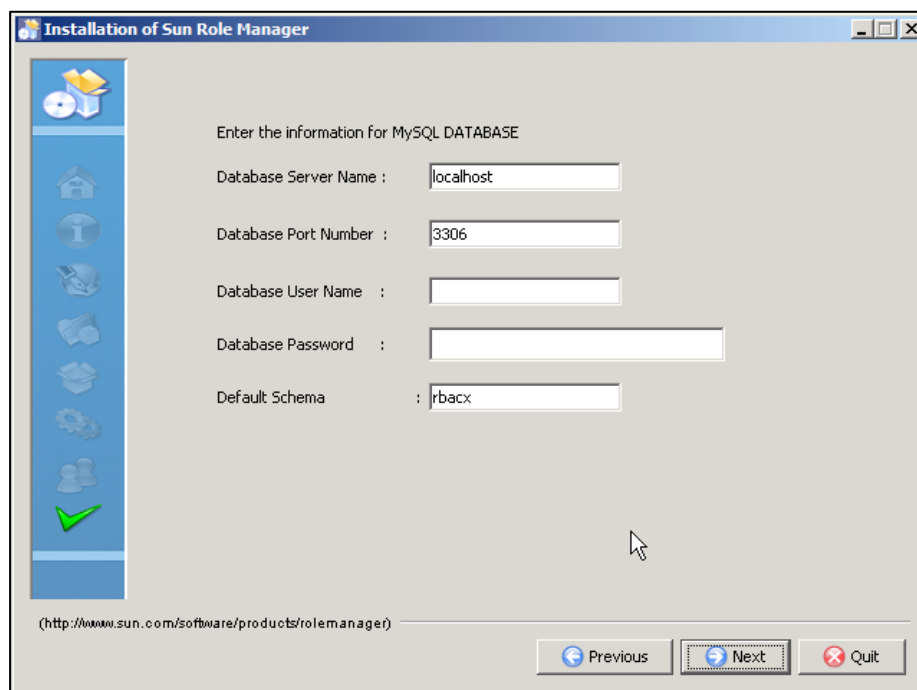 Installation of Sun Role Manager
Enter the information for MySQL DATABASE
Database Server Name : localhost
Database Port Number : 3306
Database User Name :
Database Password :
Default Schema : rbacx
(http://www.sun.com/software/products/rolemanager)
Previous Next Quit